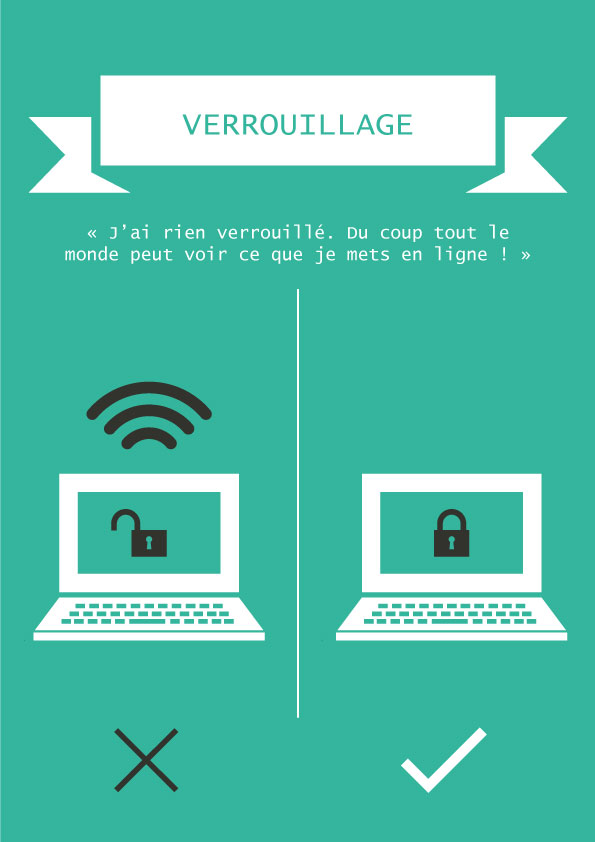 VERROUILLAGE
« J’ai rien verrouillé. Du coup tout le
monde peut voir ce que je mets en ligne ! »